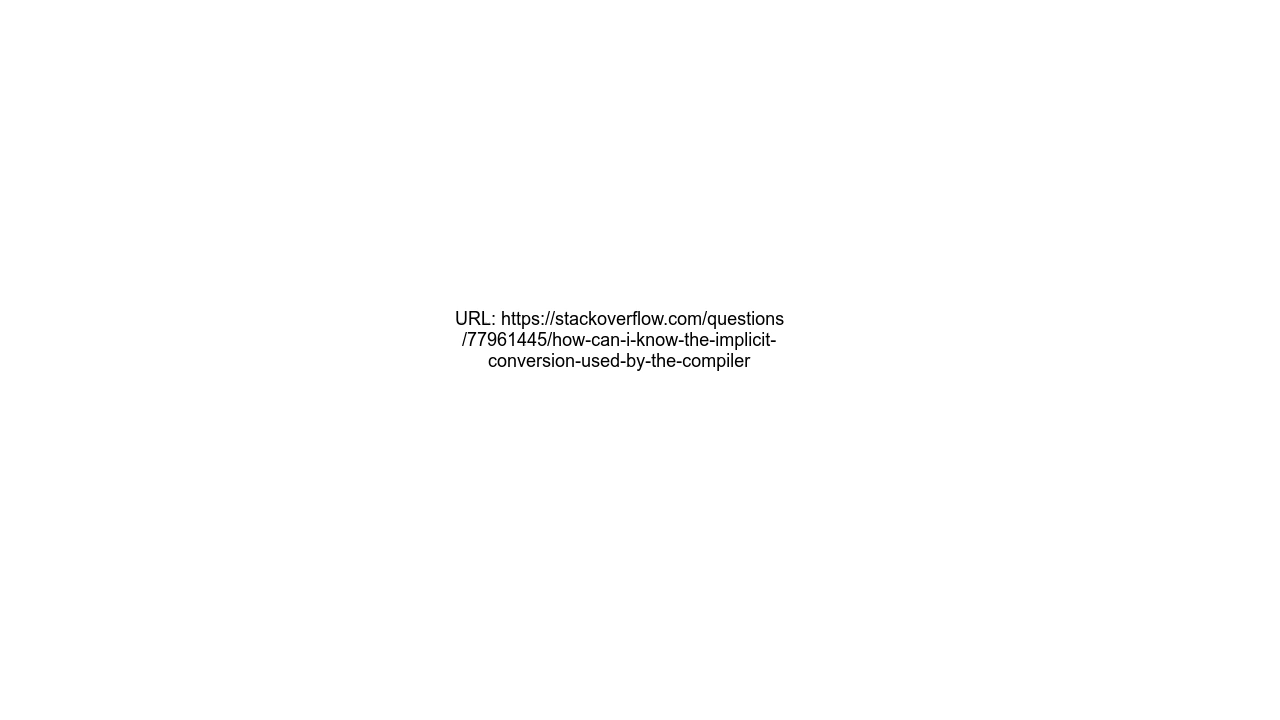 URL: https://stackoverflow.com/questions
/77961445/how-can-i-know-the-implicit-
conversion-used-by-the-compiler